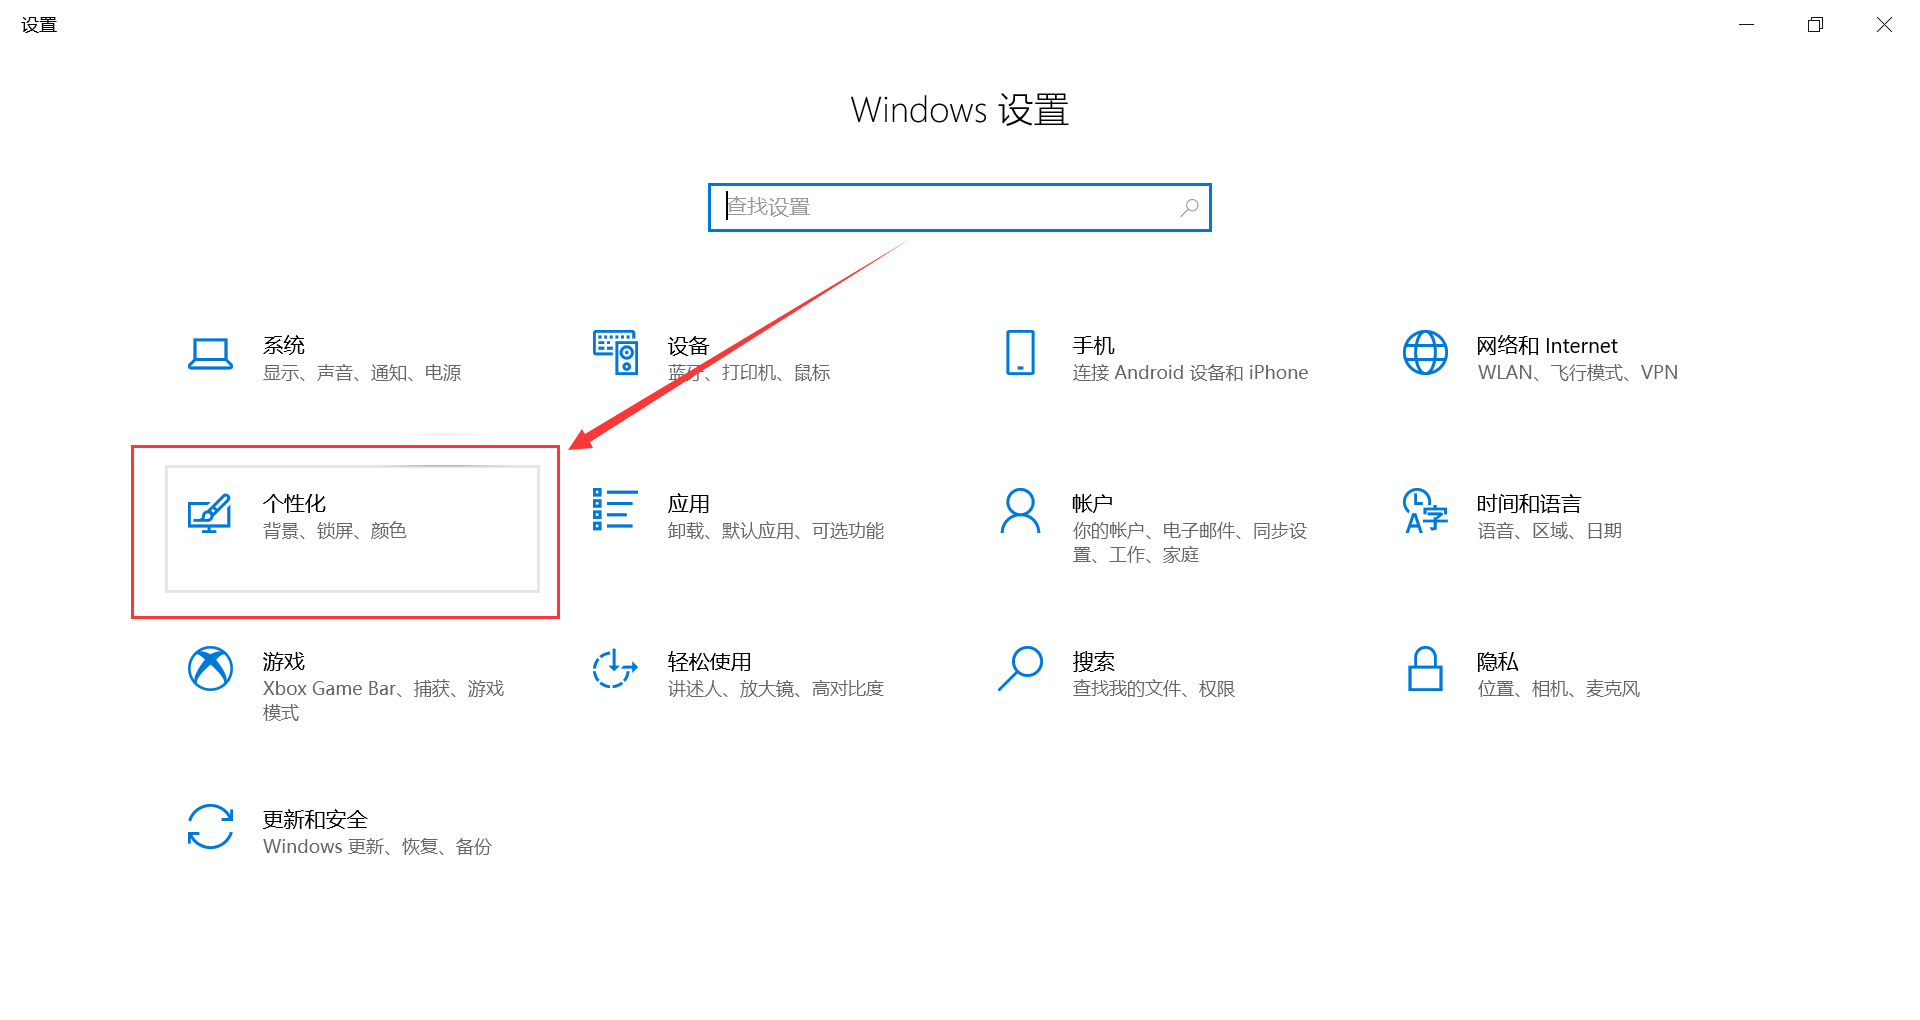 设置
Windows 设置
查找设置
系统
显示、声音、通知、电源
设备
蓝牙、打印机、鼠标
手机
连接 Android 设备和 iPhone
网络和 Internet
WLAN、飞行模式、VPN
个性化
背景、锁屏、颜色
应用
卸载、默认应用、可选功能
帐户
你的帐户、电子邮件、同步设
置、工作、家庭
时间和语言
语音、区域、日期
游戏
Xbox Game Bar、捕获、游戏
模式
轻松使用
讲述人、放大镜、高对比度
搜索
查找我的文件、权限
隐私
位置、相机、麦克风
更新和安全
Windows 更新、恢复、备份